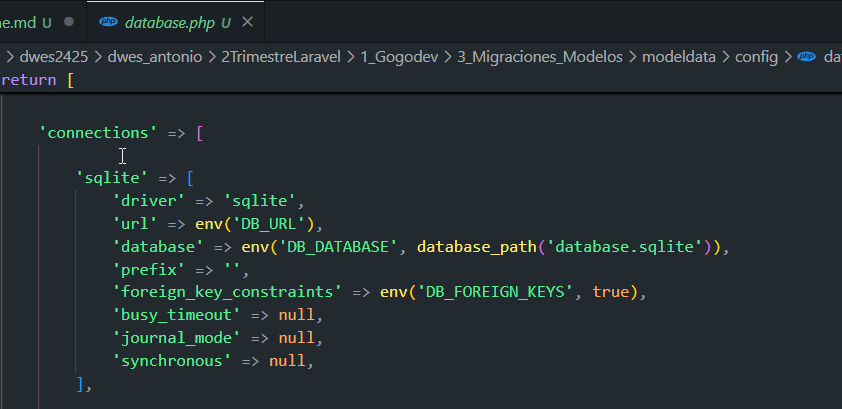 ne.md U database.php U
dwes2425 > dwes_antonio > 2TrimestreLaravel > 1_Gogodev > 3_Migraciones_Modelos > modeldata > config > php
return [
'connections' => [
'sqlite' => [
'driver' => 'sqlite',
'url' => env('DB_URL'),
'database' => env('DB_DATABASE', database_path('database.sqlite')),
'prefix' => '',
'foreign_key_constraints' => env('DB_FOREIGN_KEYS', true),
'busy_timeout' => null,
'journal_mode' => null,
'synchronous' => null,
],